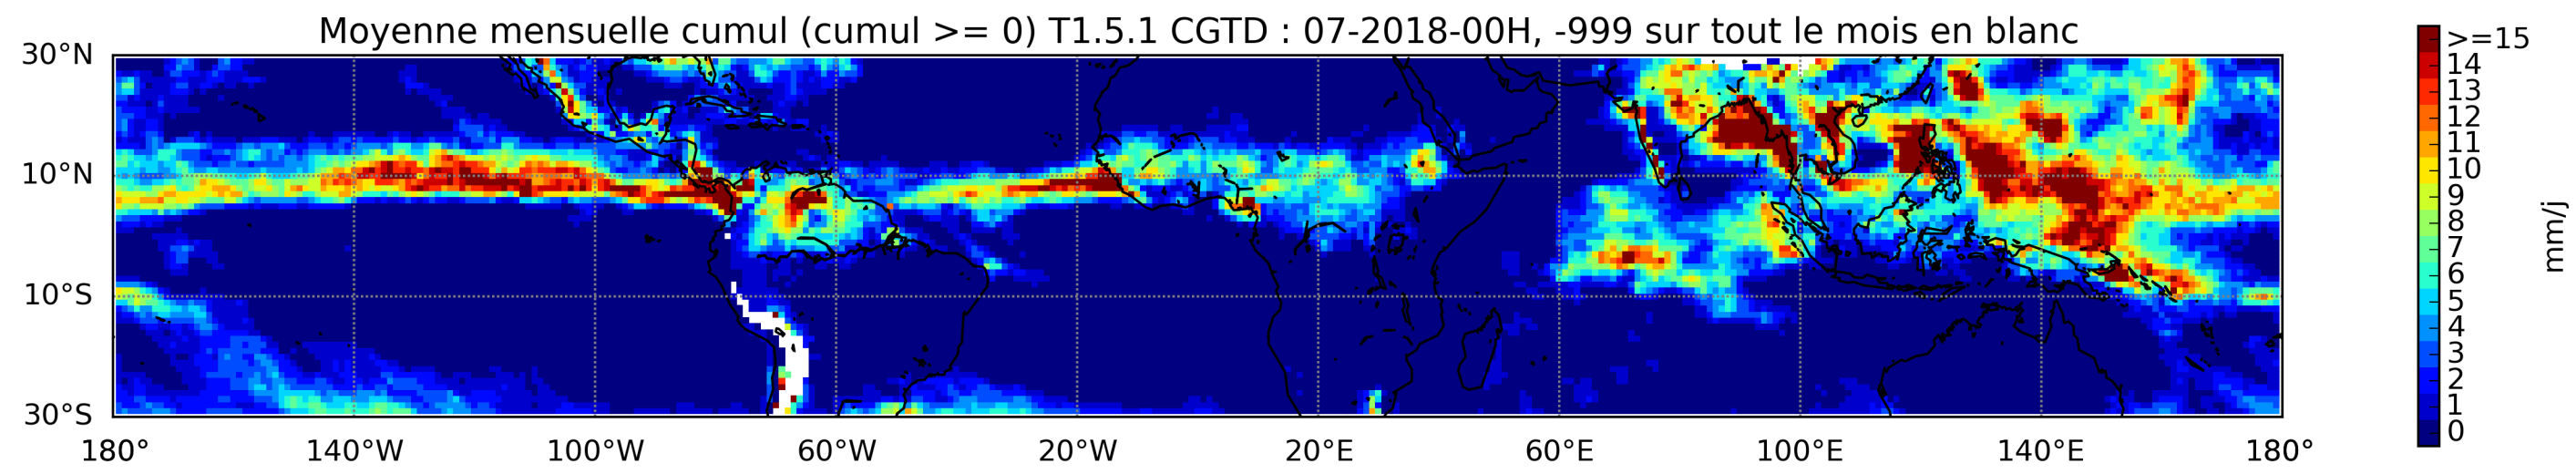 Moyenne mensuelle cumul (cumul >= 0) T1.5.1 CGTD : 07-2018-00H, -999 sur tout le mois en blanc
30°N
10°N
10°S
30°S
180° 140°W 100°W 60°W 20°W 20°E 60°E 100°E 140°E 180°
>=15
14
13
12
11
10
9
8
7
6
5
4
3
2
1
0
mm/j